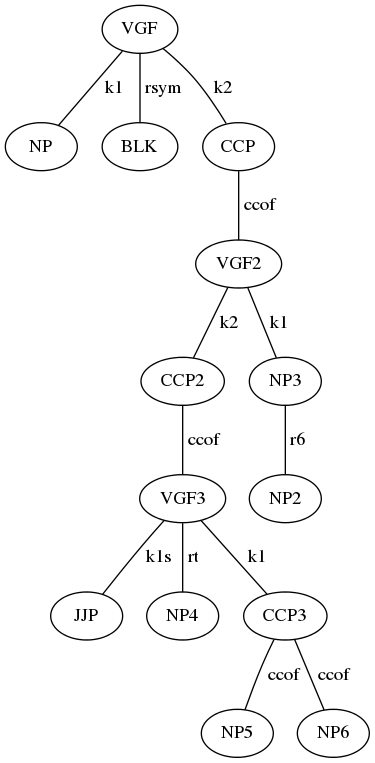 VGF
k1 rsym k2
NP BLK CCP
ccof
VGF2
k2 k1
CCP2 NP3
ccof r6
VGF3 NP2
k1s rt k1
JJP NP4 CCP3
ccof ccof
NP5 NP6